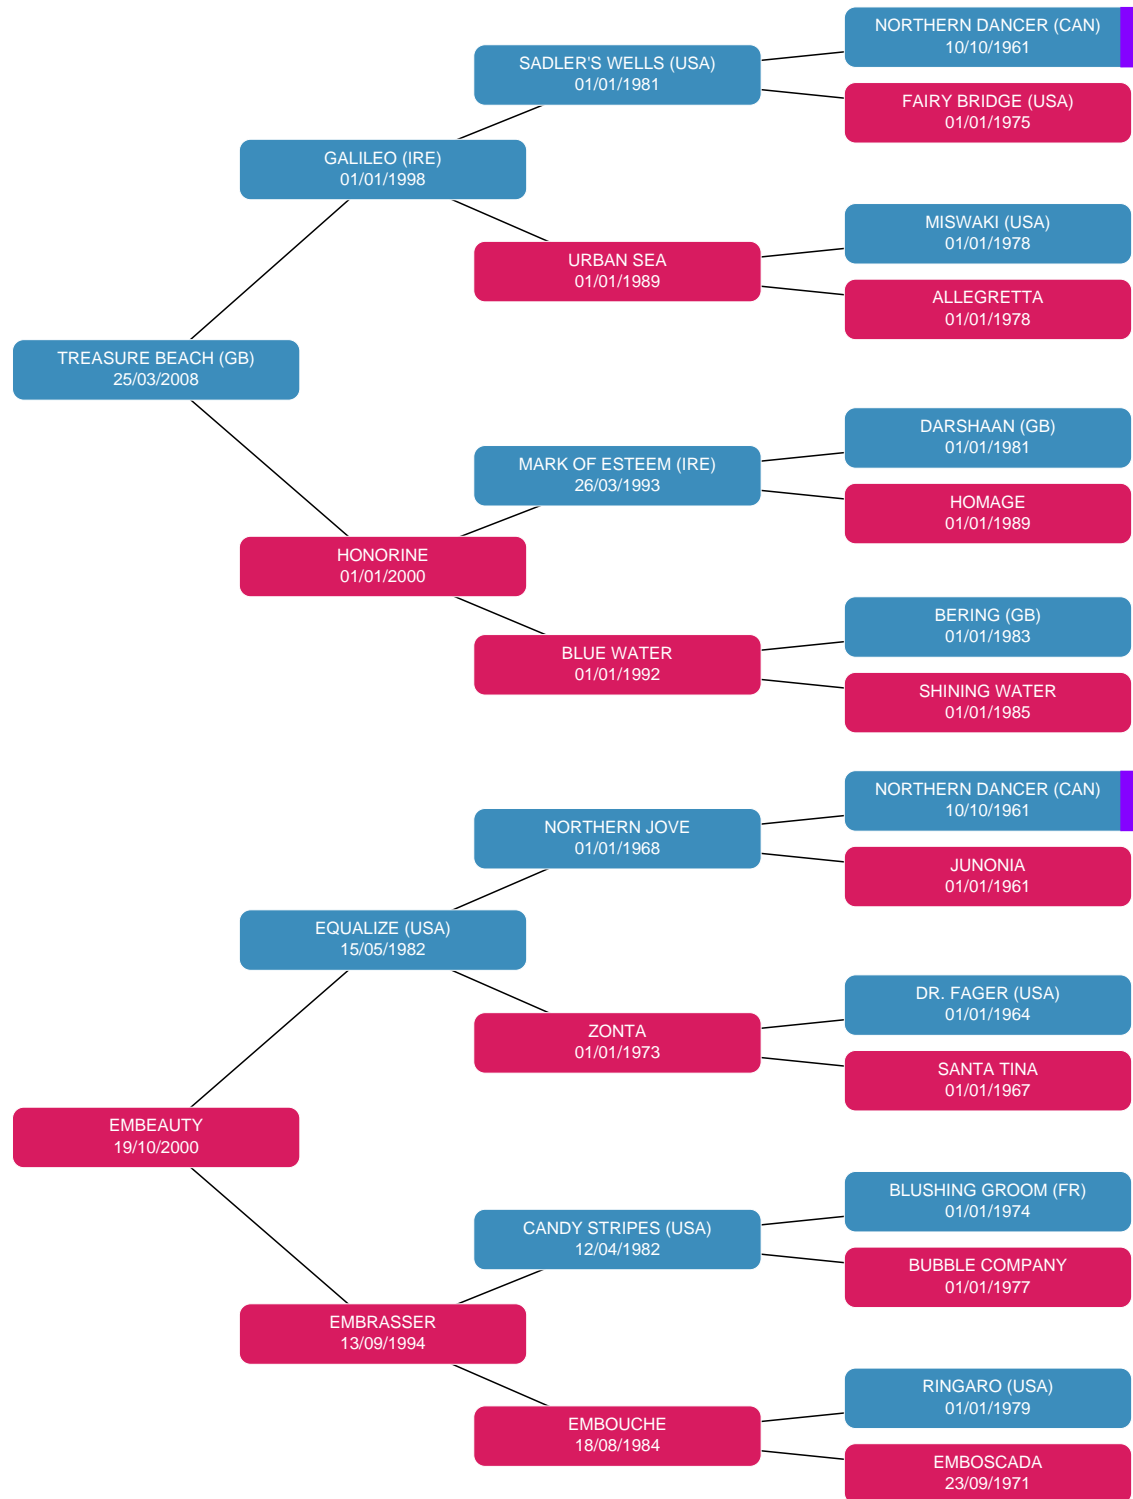 NORTHERN DANCER (CAN)
10/10/1961
SADLER'S WELLS (USA)
01/01/1981
FAIRY BRIDGE (USA)
01/01/1975
GALILEO (IRE)
01/01/1998
MISWAKI (USA)
01/01/1978
URBAN SEA
01/01/1989
ALLEGRETTA
01/01/1978
TREASURE BEACH (GB)
25/03/2008
DARSHAAN (GB)
01/01/1981
MARK OF ESTEEM (IRE)
26/03/1993
HOMAGE
01/01/1989
HONORINE
01/01/2000
BERING (GB)
01/01/1983
BLUE WATER
01/01/1992
SHINING WATER
01/01/1985
NORTHERN DANCER (CAN)
10/10/1961
NORTHERN JOVE
01/01/1968
JUNONIA
01/01/1961
EQUALIZE (USA)
15/05/1982
DR. FAGER (USA)
01/01/1964
ZONTA
01/01/1973
SANTA TINA
01/01/1967
EMBEAUTY
19/10/2000
BLUSHING GROOM (FR)
01/01/1974
CANDY STRIPES (USA)
12/04/1982
BUBBLE COMPANY
01/01/1977
EMBRASSER
13/09/1994
RINGARO (USA)
01/01/1979
EMBOUCHE
18/08/1984
EMBOSCADA
23/09/1971